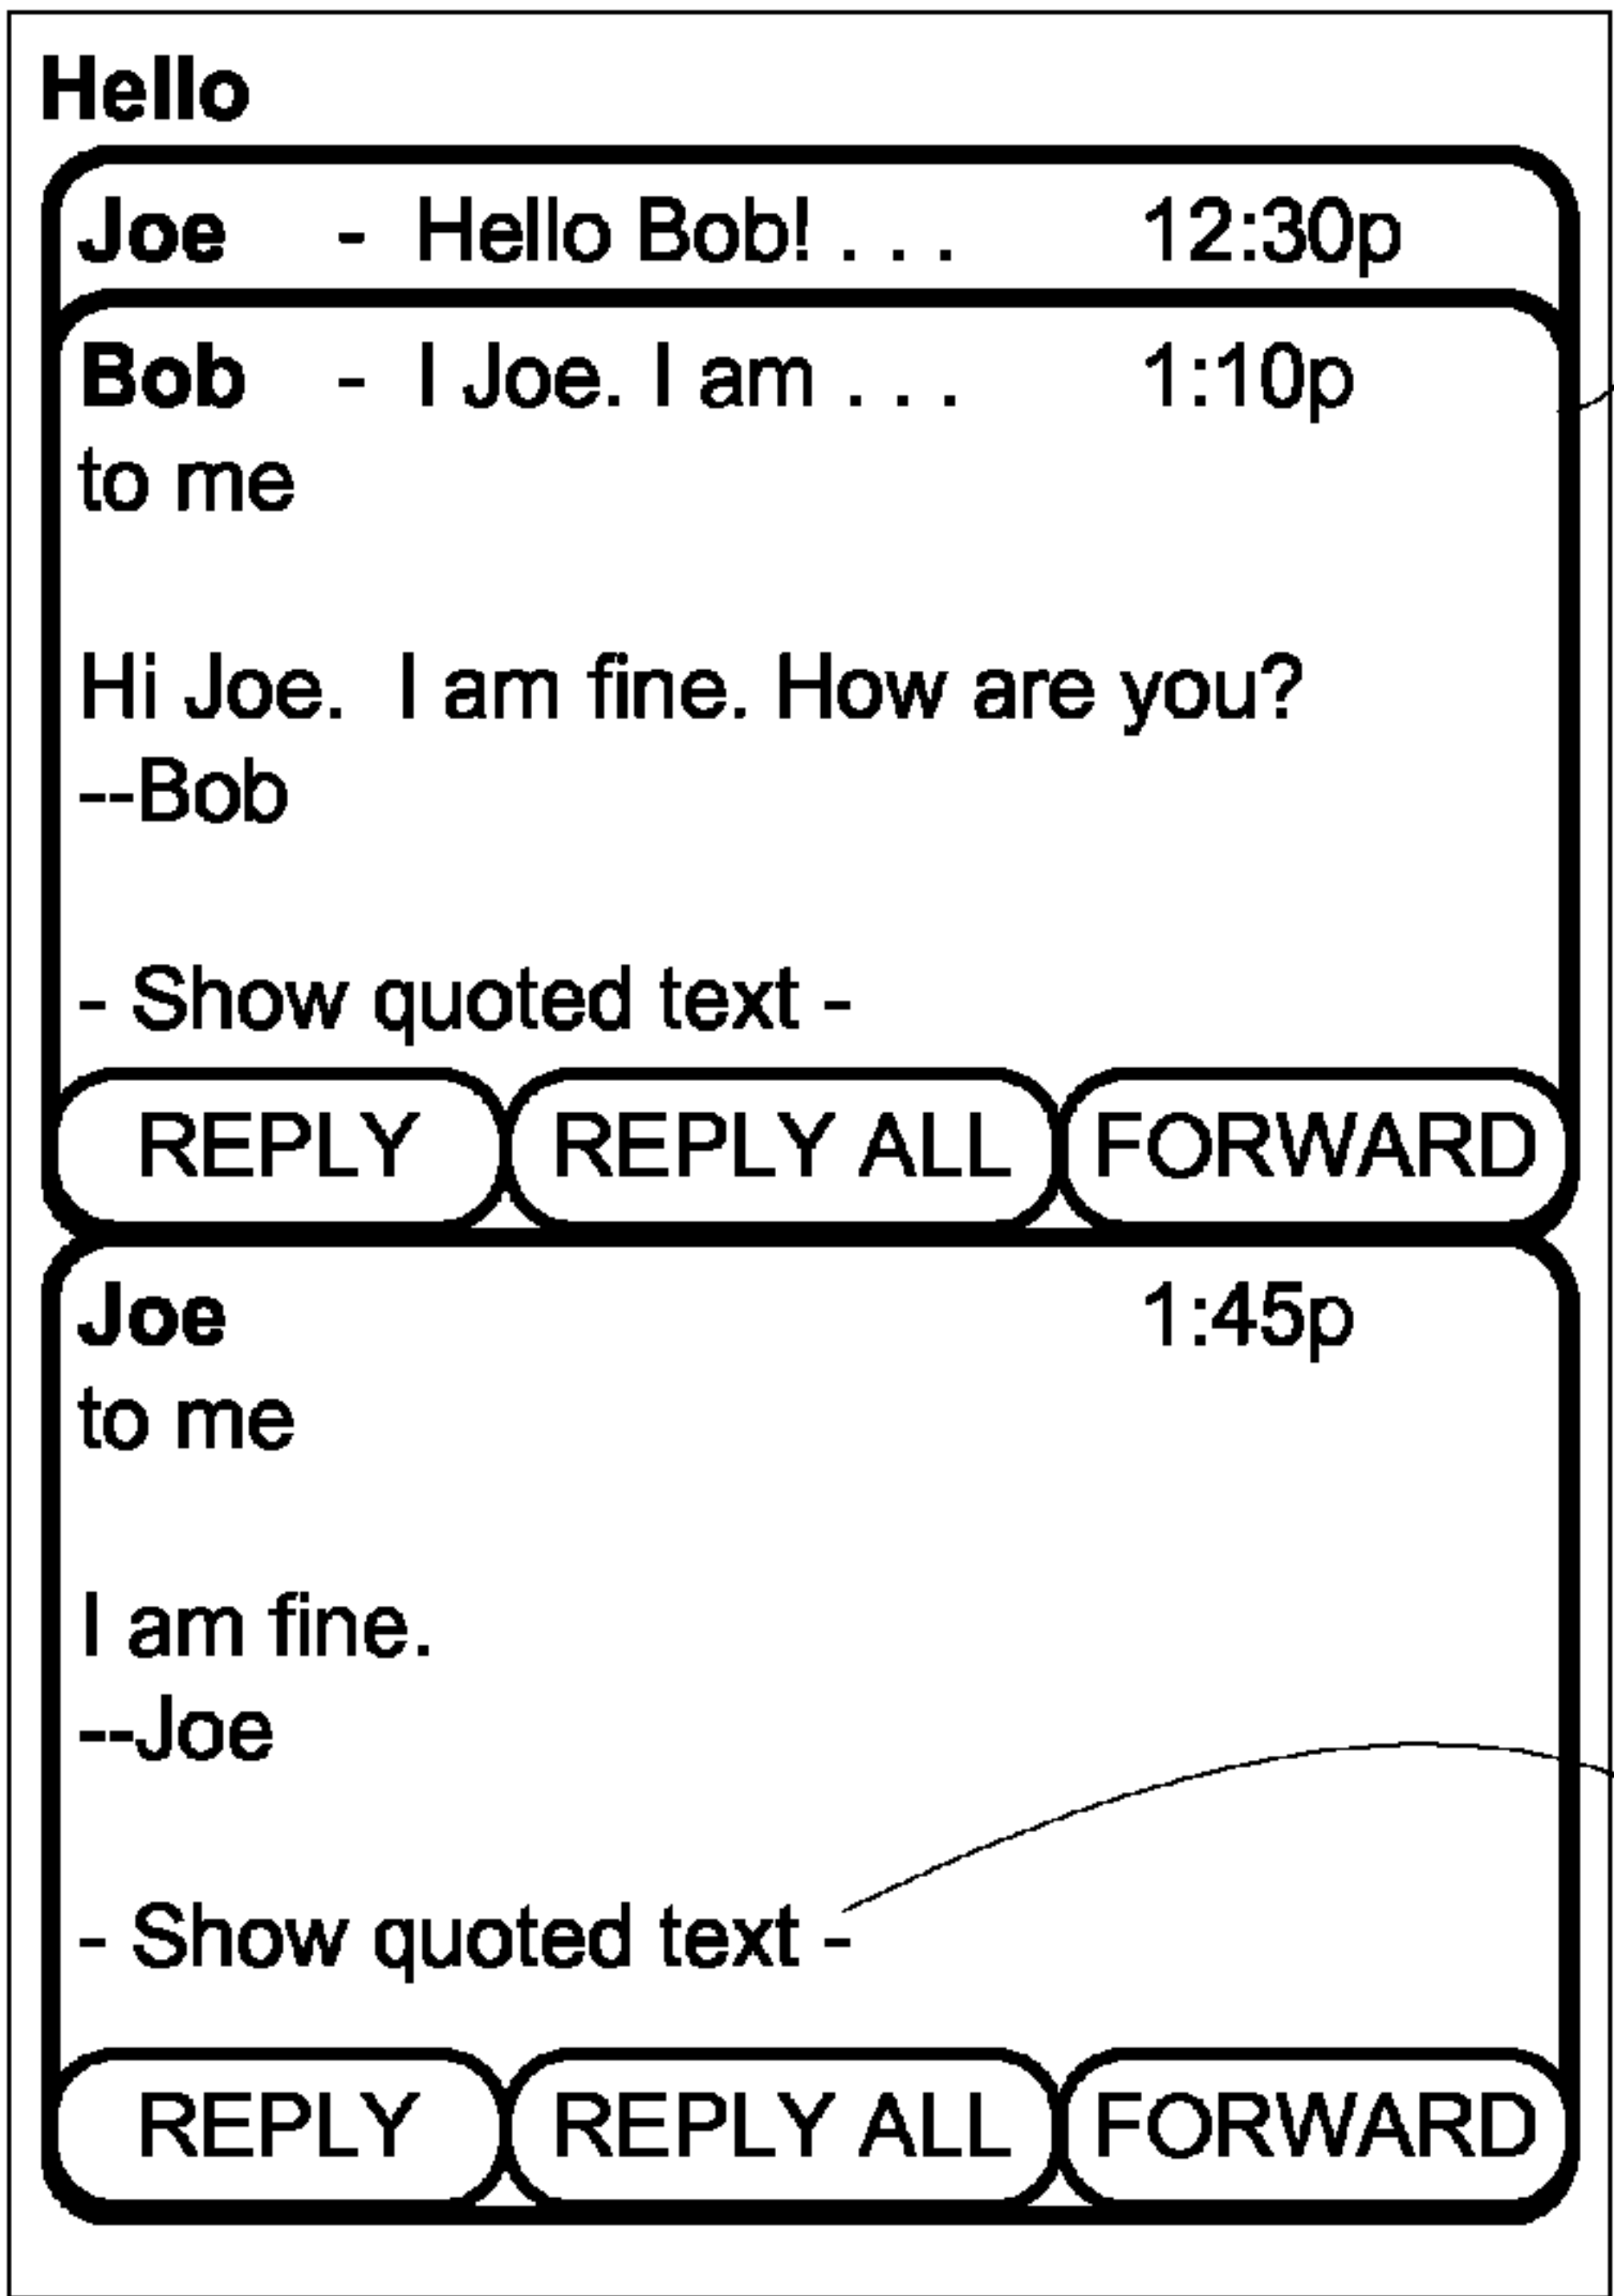 Hello
Joe - Hello Bob! . . . 12:30p
Bob - I Joe. I am . . . 1:10p
to me
Hi Joe. I am fine. How are you?
--Bob
- Show quoted text -
REPLY REPLY ALL FORWARD
Joe 1:45p
to me
I am fine.
--Joe
- Show quoted text -
REPLY REPLY ALL FORWARD